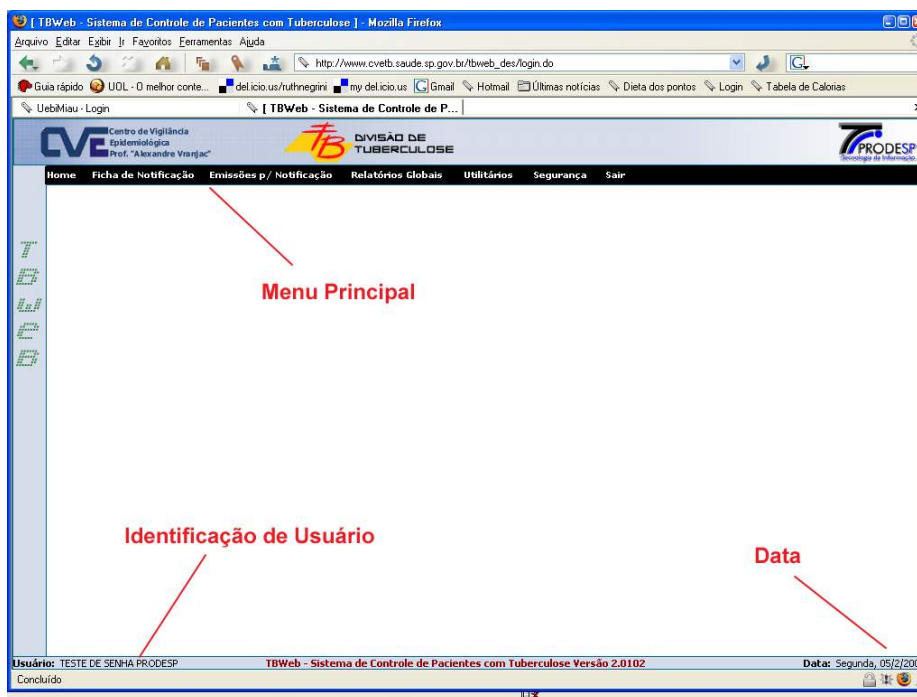 [ TBWeb - Sistema de Controle de Pacientes com Tuberculose ] - Mozilla Firefox
Arquivo Editar Exibir Ir Favoritos Ferramentas Ajuda
http://www.cvetb.saude.sp.gov.br/tbweb_des/login.do
Guia rápido UOL - O melhor conte... del.icio.us/ruthnegrini my del.icio.us Gmail Hotmail Últimas notícias Dieta dos pontos Login Tabela de Calorias
UebiMiau - Login [ TBWeb - Sistema de Controle de P...
CVE Centro de Vigilância
Epidemiológica
Prof. "Alexandre Vranjac"
TB DIVISÃO DE
TUBERCULOSE
PRODESP
Tecnologia da Informação
Home Ficha de Notificação Emissões p/ Notificação Relatórios Globais Utilitários Segurança Sair
T
B
W
e
B
Menu Principal
Identificação de Usuário
Data
Usuário: TESTE DE SENHA PRODESP TBWeb - Sistema de Controle de Pacientes com Tuberculose Versão 2.0102 Data: Segunda, 05/2/200
Concluído